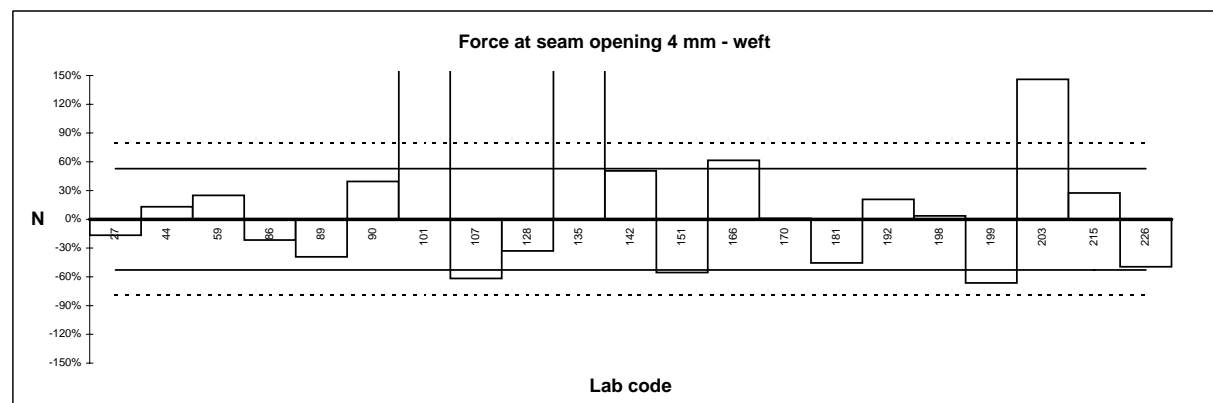 Force at seam opening 4 mm - weft
150%
120%
90%
60%
30%
N
0%
-30%
-60%
-90%
-120%
-150%
27 44 59 86 89 90 101 107 128 135 142 151 166 170 181 192 198 199 203 215 226
Lab code